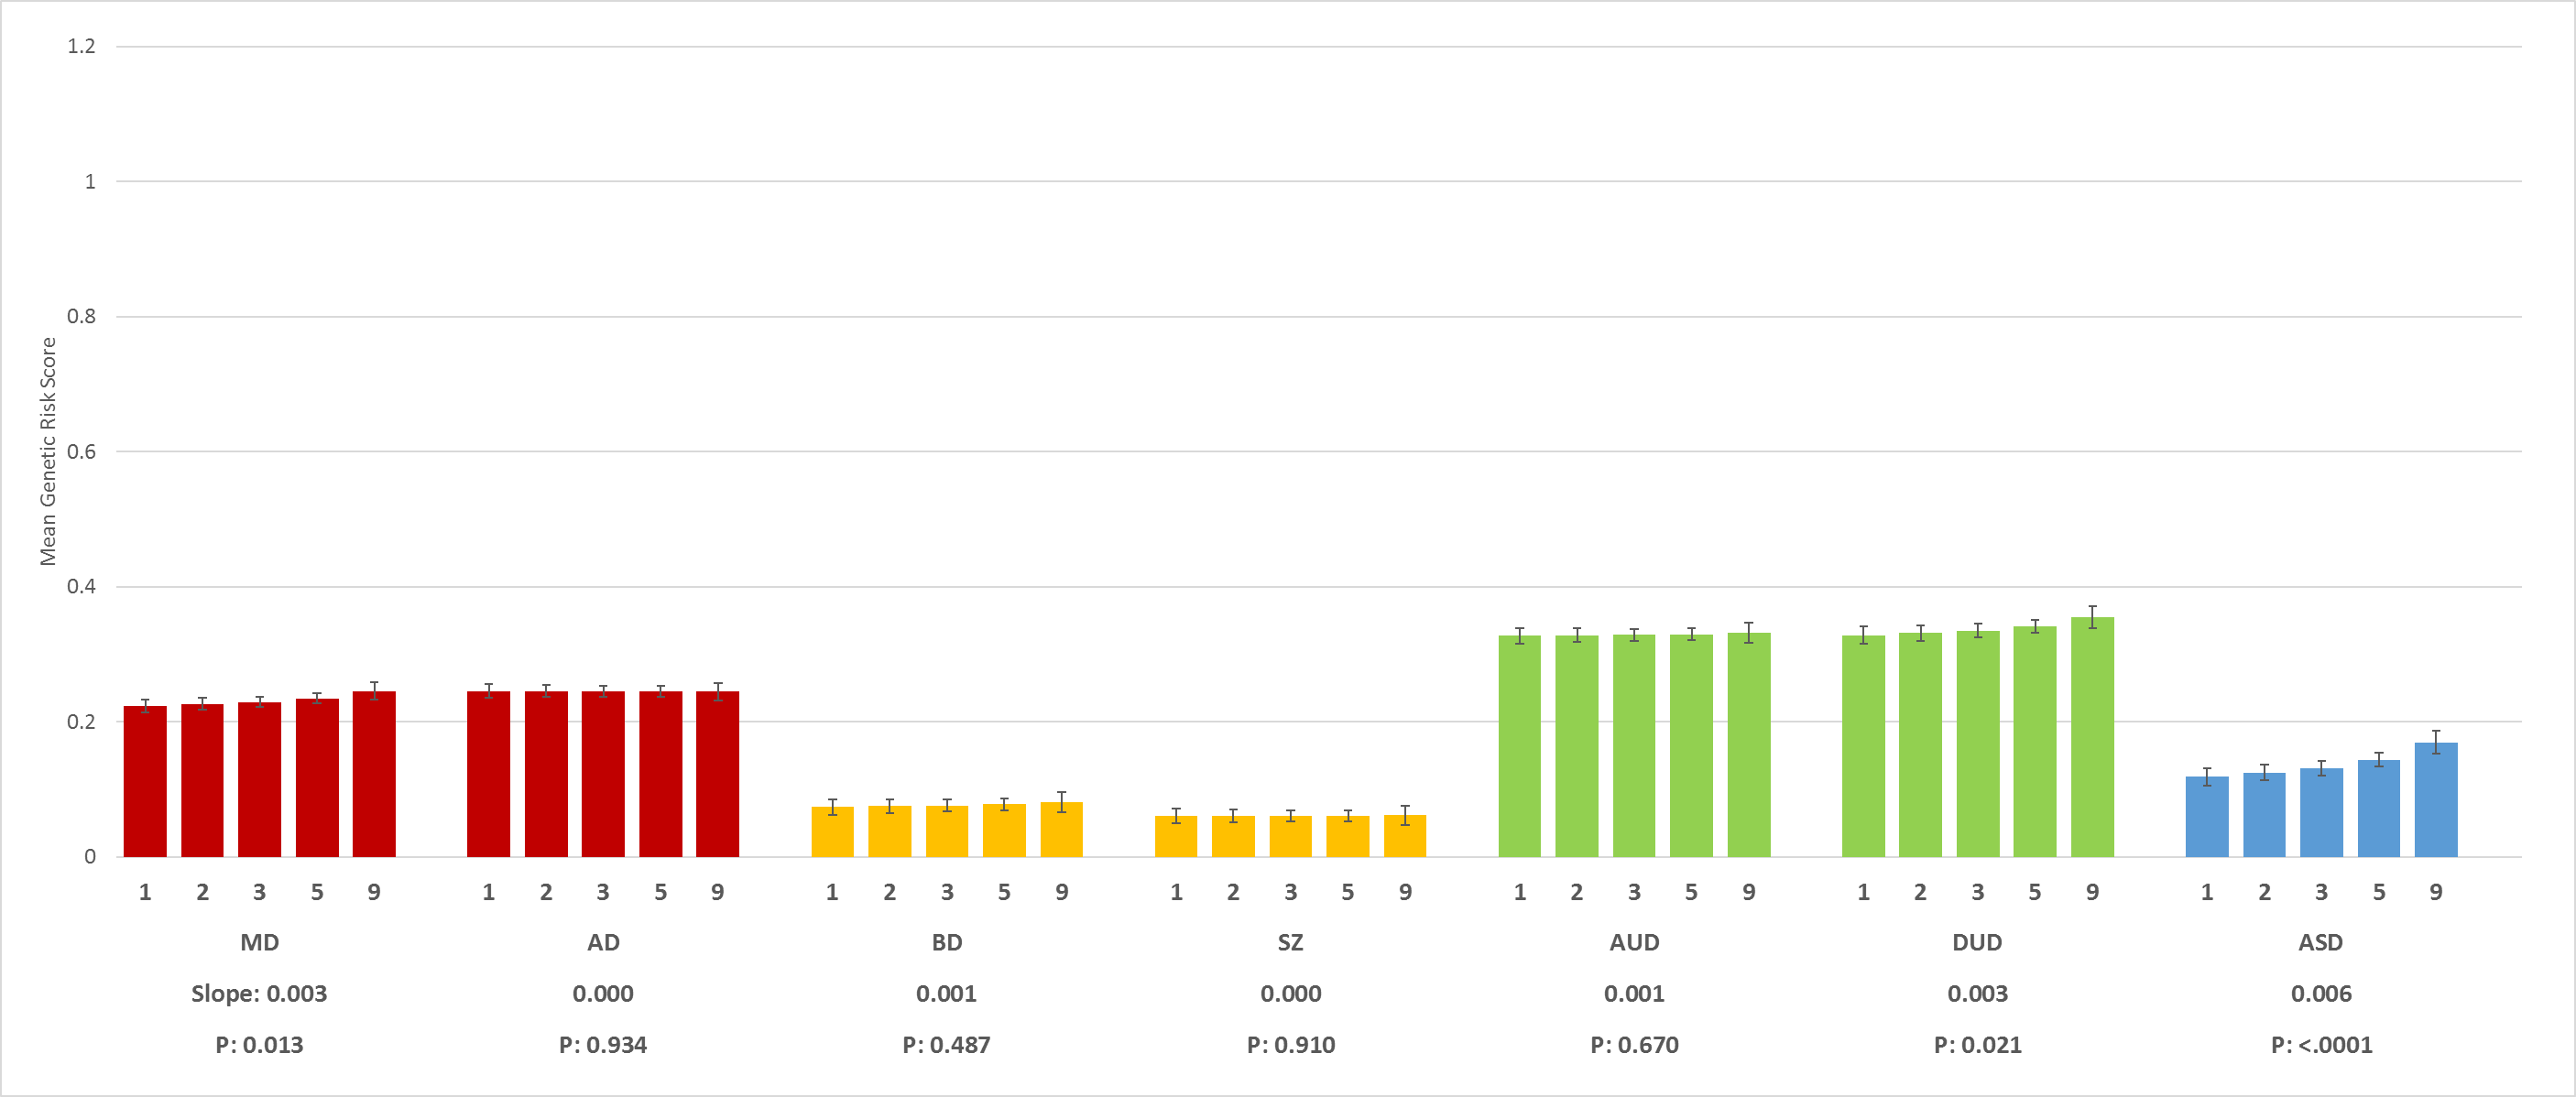 1.2
1
0.8
0.6
0.4
0.2
0
Mean Genetic Risk Score
1 2 3 5 9 1 2 3 5 9 1 2 3 5 9 1 2 3 5 9 1 2 3 5 9 1 2 3 5 9 1 2 3 5 9
MD AD BD SZ AUD DUD ASD
Slope: 0.003 0.000 0.001 0.000 0.001 0.003 0.006
P: 0.013 P: 0.934 P: 0.487 P: 0.910 P: 0.670 P: 0.021 P: <.0001